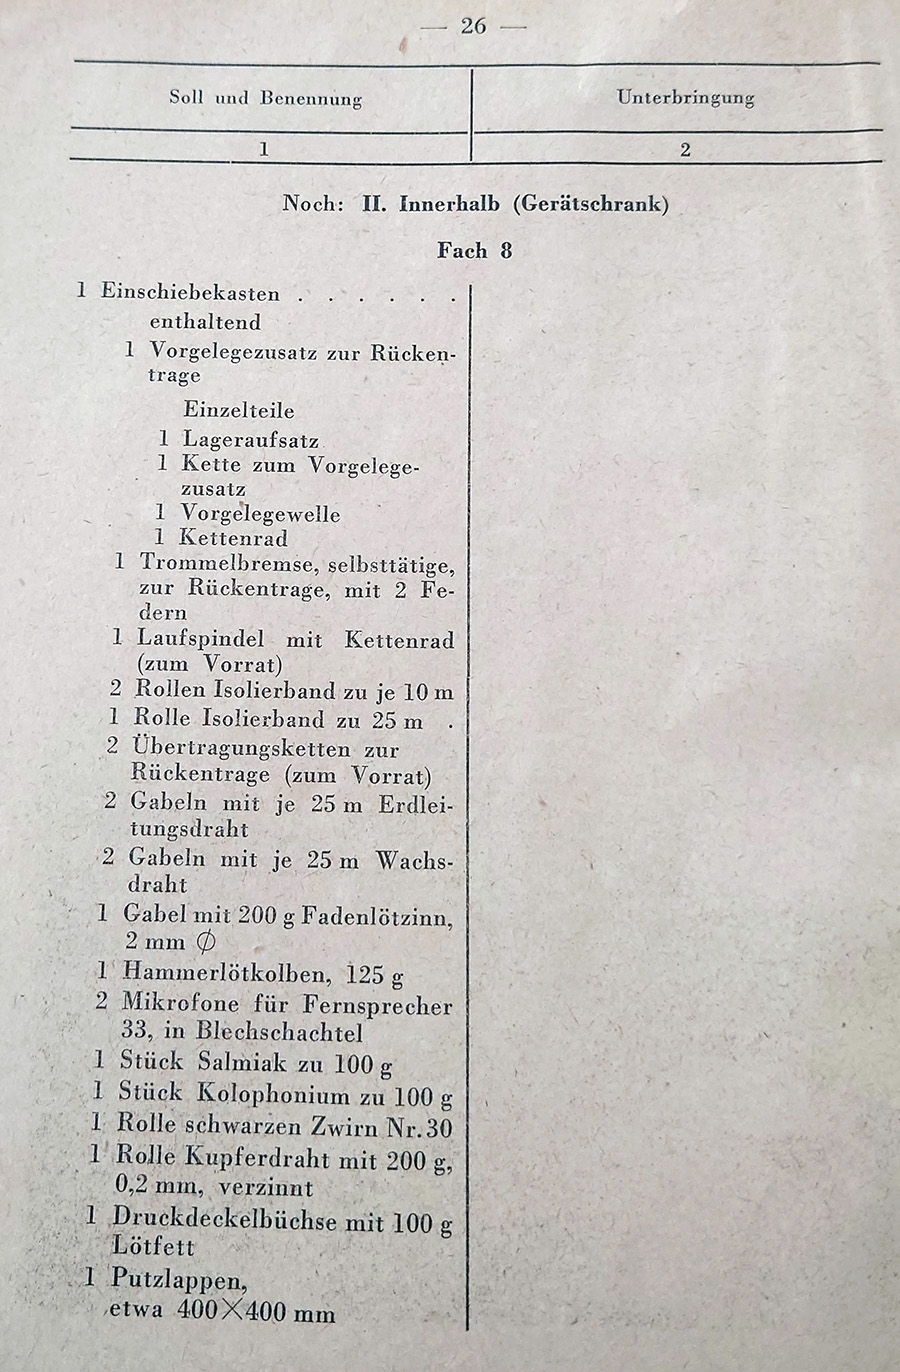 — 26 —
Soll und Benennung
Unterbringung
1
2
Noch: II. Innerhalb (Gerätschrank)
Fach 8
1 Einschiebekasten . . . . . .
enthaltend
1 Vorgelegezusatz zur Rücken-
trage
Einzelteile
1 Lageraufsatz
1 Kette zum Vorgelege-
zusatz
1 Vorgelegewelle
1 Kettenrad
1 Trommelbremse, selbsttätige,
zur Rückentrage, mit 2 Fe-
dern
1 Laufspindel mit Kettenrad
(zum Vorrat)
2 Rollen Isolierband zu je 10 m
1 Rolle Isolierband zu 25 m .
2 Übertragungsketten zur
Rückentrage (zum Vorrat)
2 Gabeln mit je 25 m Erdlei-
tungsdraht
2 Gabeln mit je 25 m Wachs-
draht
1 Gabel mit 200 g Fadenlötzinn,
2 mm ∅
1 Hammerlötkolben, 125 g
2 Mikrofone für Fernsprecher
33, in Blechschachtel
1 Stück Salmiak zu 100 g
1 Stück Kolophonium zu 100 g
1 Rolle schwarzen Zwirn Nr. 30
1 Rolle Kupferdraht mit 200 g,
0,2 mm, verzinnt
1 Druckdeckelbüchse mit 100 g
Lötfett
1 Putzlappen,
etwa 400×400 mm